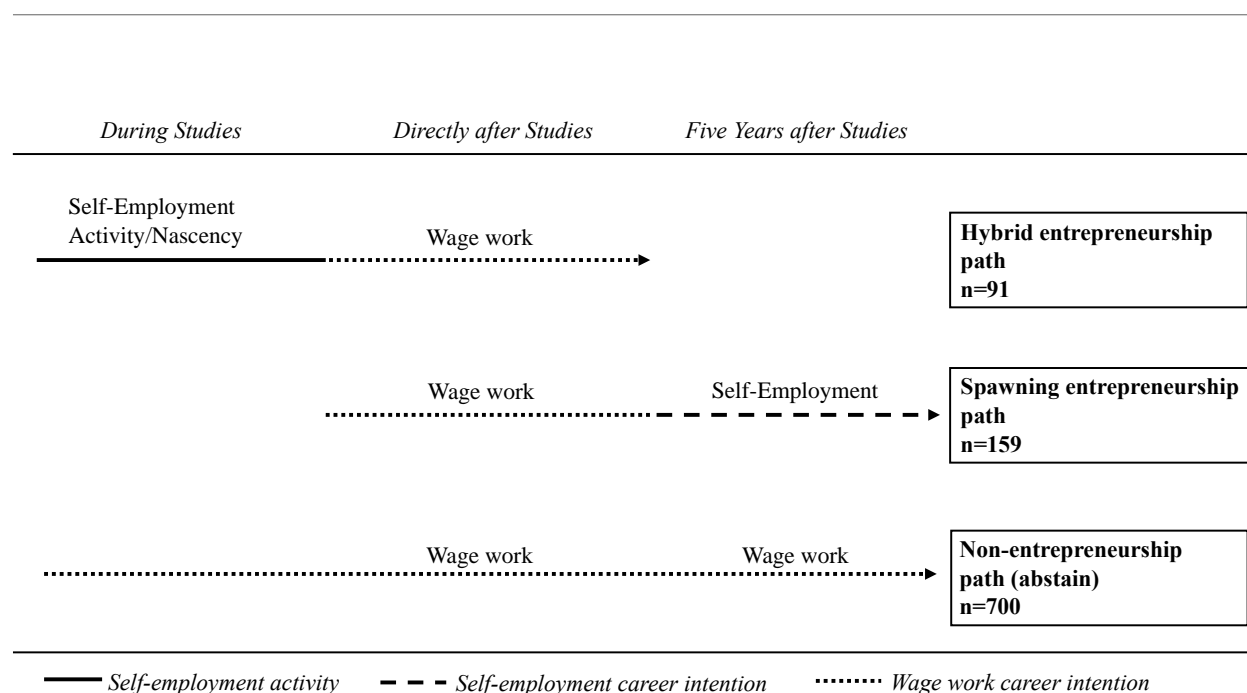 During Studies
Directly after Studies
Five Years after Studies
Self-Employment
Activity/Nascency
Wage work
Hybrid entrepreneurship
path
n=91
Wage work
Self-Employment
Spawning entrepreneurship
path
n=159
Wage work
Wage work
Non-entrepreneurship
path (abstain)
n=700
Self-employment activity
Self-employment career intention
Wage work career intention